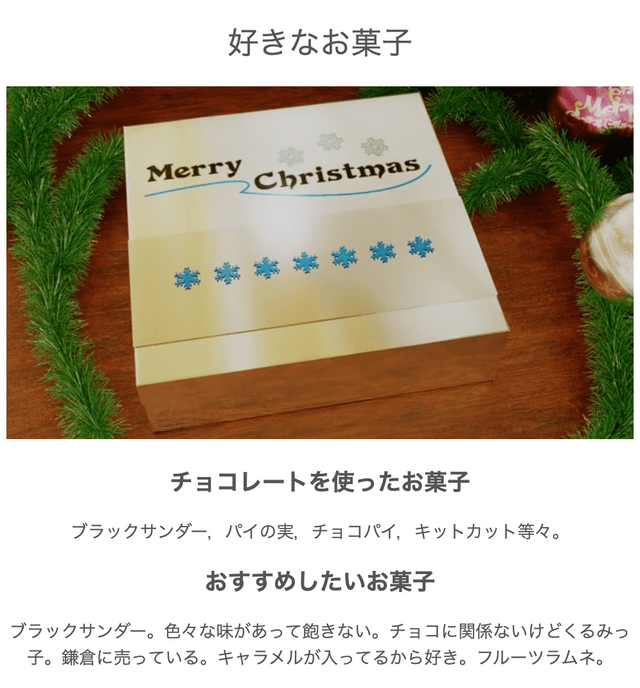 好きなお菓子
Merry Christmas
チョコレートを使ったお菓子
ブラックサンダー,パイの実,チョコパイ,キットカット等々。
おすすめしたいお菓子
ブラックサンダー。色々な味があって飽きない。チョコに関係ないけどくるみっ
子。鎌倉に売っている。キャラメルが入ってるから好き。フルーツラムネ。